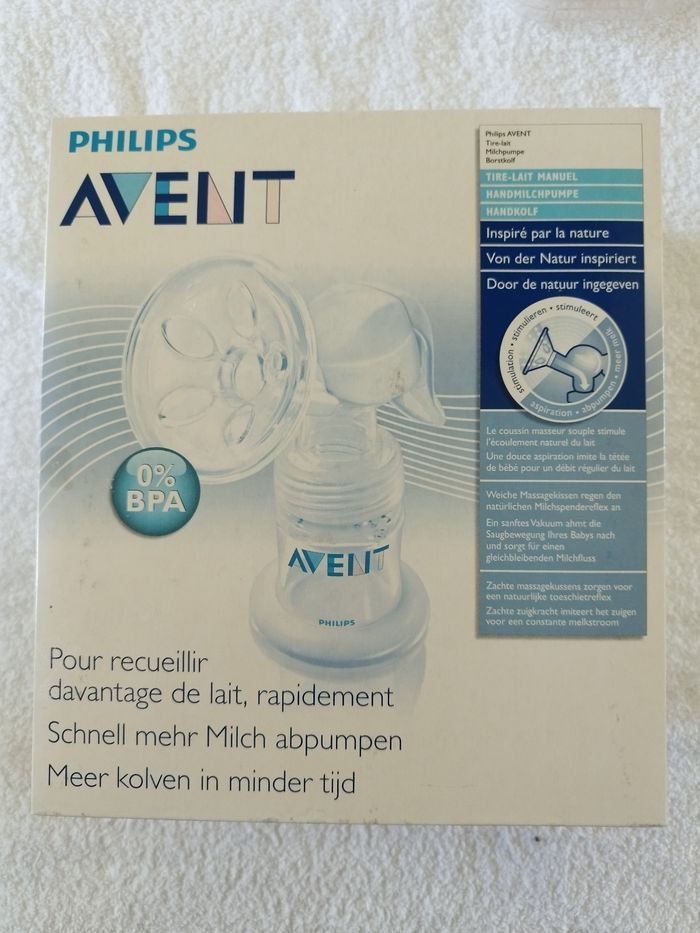 PHILIPS
AVENT
Philips AVENT
Tire-lait
Milchpumpe
Borstkolf
TIRE-LAIT MANUEL
HANDMILCHPUMPE
HANDKOLF
Inspiré par la nature
Von der Natur inspiriert
Door de natuur ingegeven
stimulation • stimulieren • stimuleert
aspiration • abpumpen • meer melk
Le coussin masseur souple stimule
l'écoulement naturel du lait
Une douce aspiration imite la tétée
de bébé pour un débit régulier du lait
Weiche Massagekissen regen den
natürlichen Milchspendereflex an
Ein sanftes Vakuum ahmt die
Saugbewegung Ihres Babys nach
und sorgt für einen
gleichbleibenden Milchfluss
Zachte massagekussens zorgen voor
een natuurlijke toeschietreflex
Zachte zuigkracht imiteert het zuigen
voor een constante melkstroom
0%
BPA
AVENT
PHILIPS
Pour recueillir
davantage de lait, rapidement
Schnell mehr Milch abpumpen
Meer kolven in minder tijd